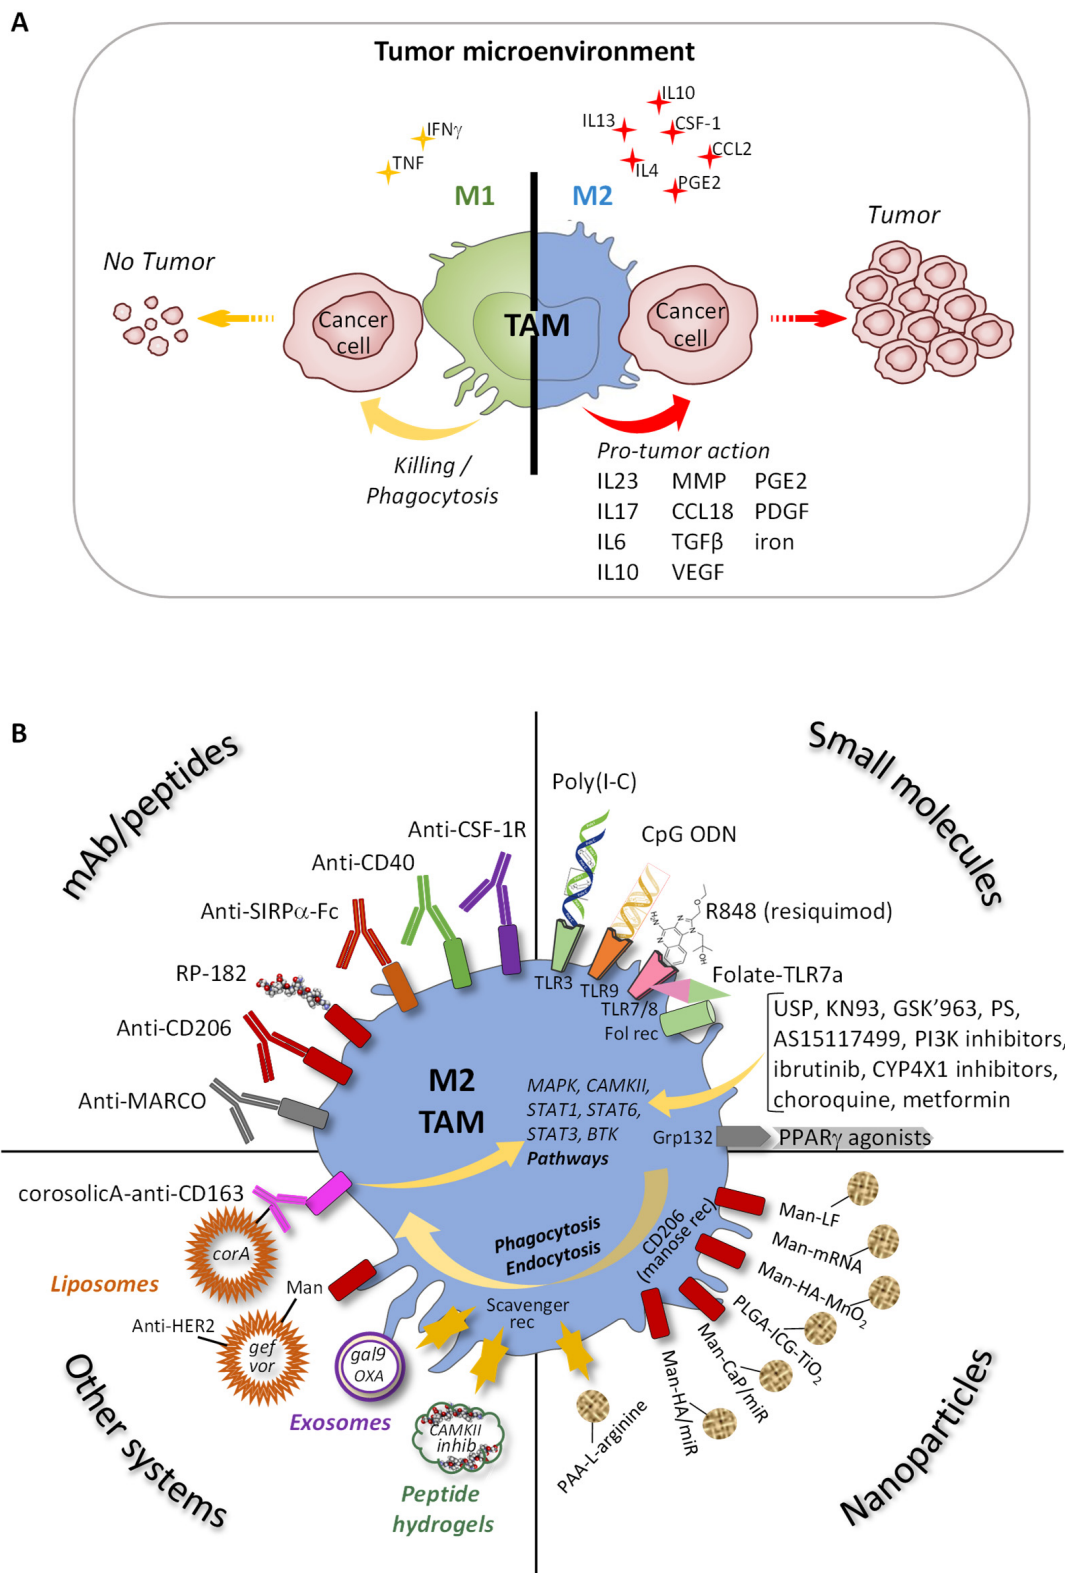 A
Tumor microenvironment
IL10
IL13
CSF-1
IFNγ
CCL2
TNF
IL4
PGE2
M1
M2
Tumor
No Tumor
Cancer
cell
TAM
Cancer
cell
Killing /
Phagocytosis
Pro-tumor action
IL23 MMP PGE2
IL17 CCL18 PDGF
IL6 TGFβ iron
IL10 VEGF
B
mAb/peptides
Small molecules
Poly(I-C)
Anti-CSF-1R
CpG ODN
Anti-CD40
Anti-SIRPα-Fc
R848 (resiquimod)
RP-182
Folate-TLR7a
TLR3
TLR9
TLR7/8
Fol rec
Anti-CD206
USP, KN93, GSK’963, PS,
AS15117499, PI3K inhibitors,
ibrutinib, CYP4X1 inhibitors,
choroquine, metformin
Anti-MARCO
M2
TAM
MAPK, CAMKII,
STAT1, STAT6,
STAT3, BTK
Pathways
Grp132
PPARγ agonists
corosolicA-anti-CD163
corA
Liposomes
Man
Anti-HER2
gef
vor
gal9
OXA
Exosomes
CAMKII
inhib
Peptide
hydrogels
Phagocytosis
Endocytosis
Scavenger
rec
CD206
(manose rec)
Man-LF
Man-mRNA
Man-HA-MnO2
PLGA-ICG-TiO2
Man-CaP/miR
Man-HA/miR
PAA-L-arginine
Other systems
Nanoparticles